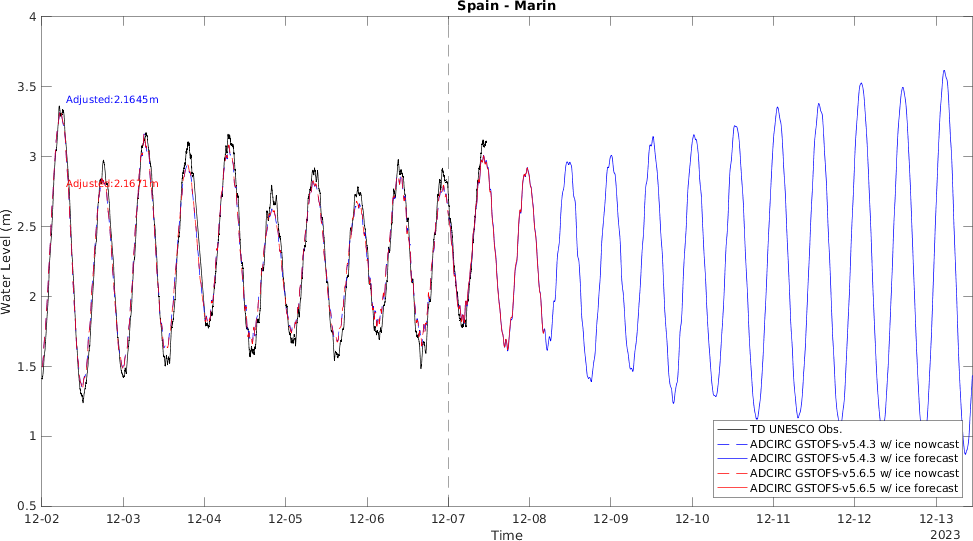 Spain - Marin
4
3.5
3
2.5
2
1.5
1
0.5
Water Level (m)
Adjusted:2.1645m
Adjusted:2.1671m
TD UNESCO Obs.
ADCIRC GSTOFS-v5.4.3 w/ ice nowcast
ADCIRC GSTOFS-v5.4.3 w/ ice forecast
ADCIRC GSTOFS-v5.6.5 w/ ice nowcast
ADCIRC GSTOFS-v5.6.5 w/ ice forecast
12-02 12-03 12-04 12-05 12-06 12-07 12-08 12-09 12-10 12-11 12-12 12-13
Time
2023